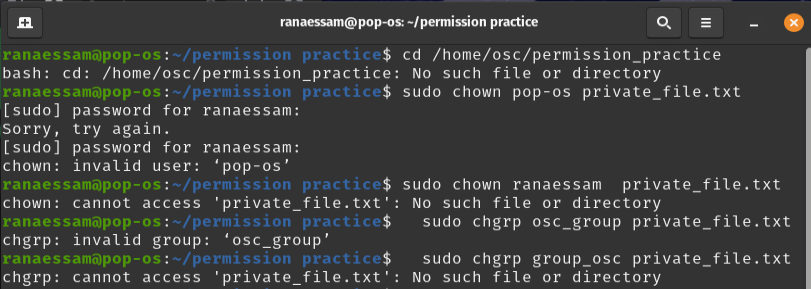 ranaessam@pop-os: ~/permission practice
ranaessam@pop-os:~/permission practice$ cd /home/osc/permission_practice
bash: cd: /home/osc/permission_practice: No such file or directory
ranaessam@pop-os:~/permission practice$ sudo chown pop-os private_file.txt
[sudo] password for ranaessam:
Sorry, try again.
[sudo] password for ranaessam:
chown: invalid user: ‘pop-os’
ranaessam@pop-os:~/permission practice$ sudo chown ranaessam  private_file.txt
chown: cannot access 'private_file.txt': No such file or directory
ranaessam@pop-os:~/permission practice$   sudo chgrp osc_group private_file.txt
chgrp: invalid group: ‘osc_group’
ranaessam@pop-os:~/permission practice$   sudo chgrp group_osc private_file.txt
chgrp: cannot access 'private_file.txt': No such file or directory